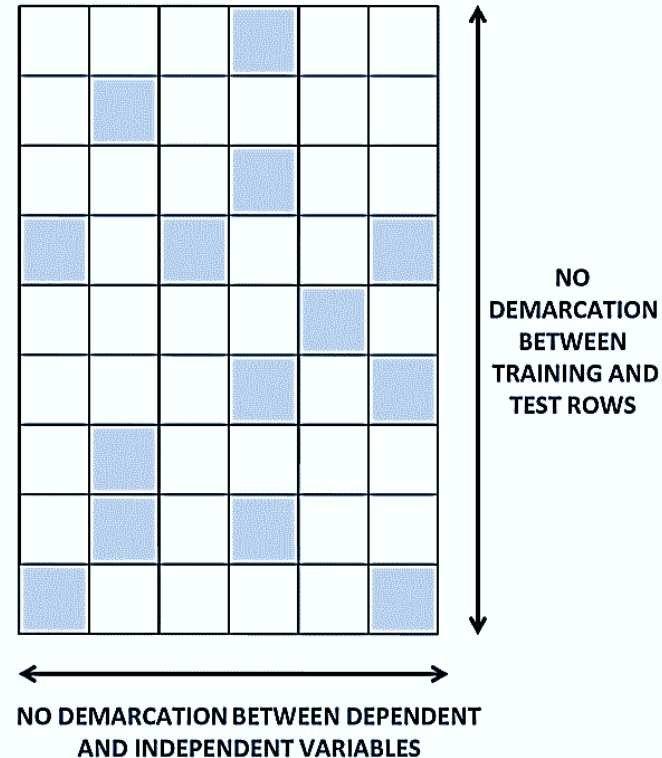 NO
DEMARCATION
BETWEEN
TRAINING AND
TEST ROWS
NO DEMARCATION BETWEEN DEPENDENT
AND INDEPENDENT VARIABLES